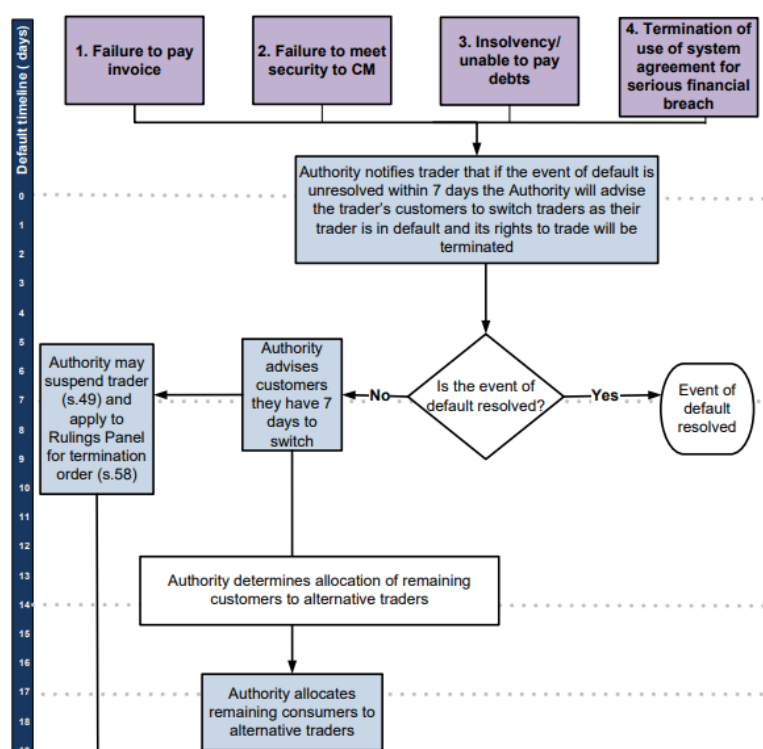 Default timeline ( days)
1. Failure to pay
invoice
2. Failure to meet
security to CM
3. Insolvency/
unable to pay
debts
4. Termination of
use of system
agreement for
serious financial
breach
Authority notifies trader that if the event of default is
unresolved within 7 days the Authority will advise
the trader's customers to switch traders as their
trader is in default and its rights to trade will be
terminated
0
1
2
3
4
5
6
7
8
9
10
11
12
13
14
15
16
17
18
Authority may
suspend trader
(s.49) and
apply to
Rulings Panel
for termination
order (s.58)
Authority
advises
customers
they have 7
days to
switch
No
Is the event of
default resolved?
Yes
Event of
default
resolved
Authority determines allocation of remaining
customers to alternative traders
Authority allocates
remaining consumers to
alternative traders